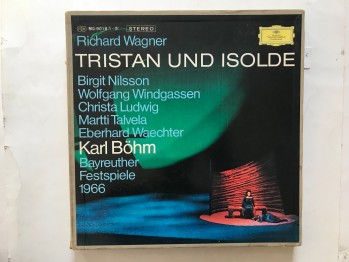 STEREO
Richard Wagner
TRISTAN UND ISOLDE
Birgit Nilsson
Wolfgang Windgassen
Christa Ludwig
Martti Talvela
Eberhard Waechter
Karl Böhm
Bayreuther
Festspiele
1966